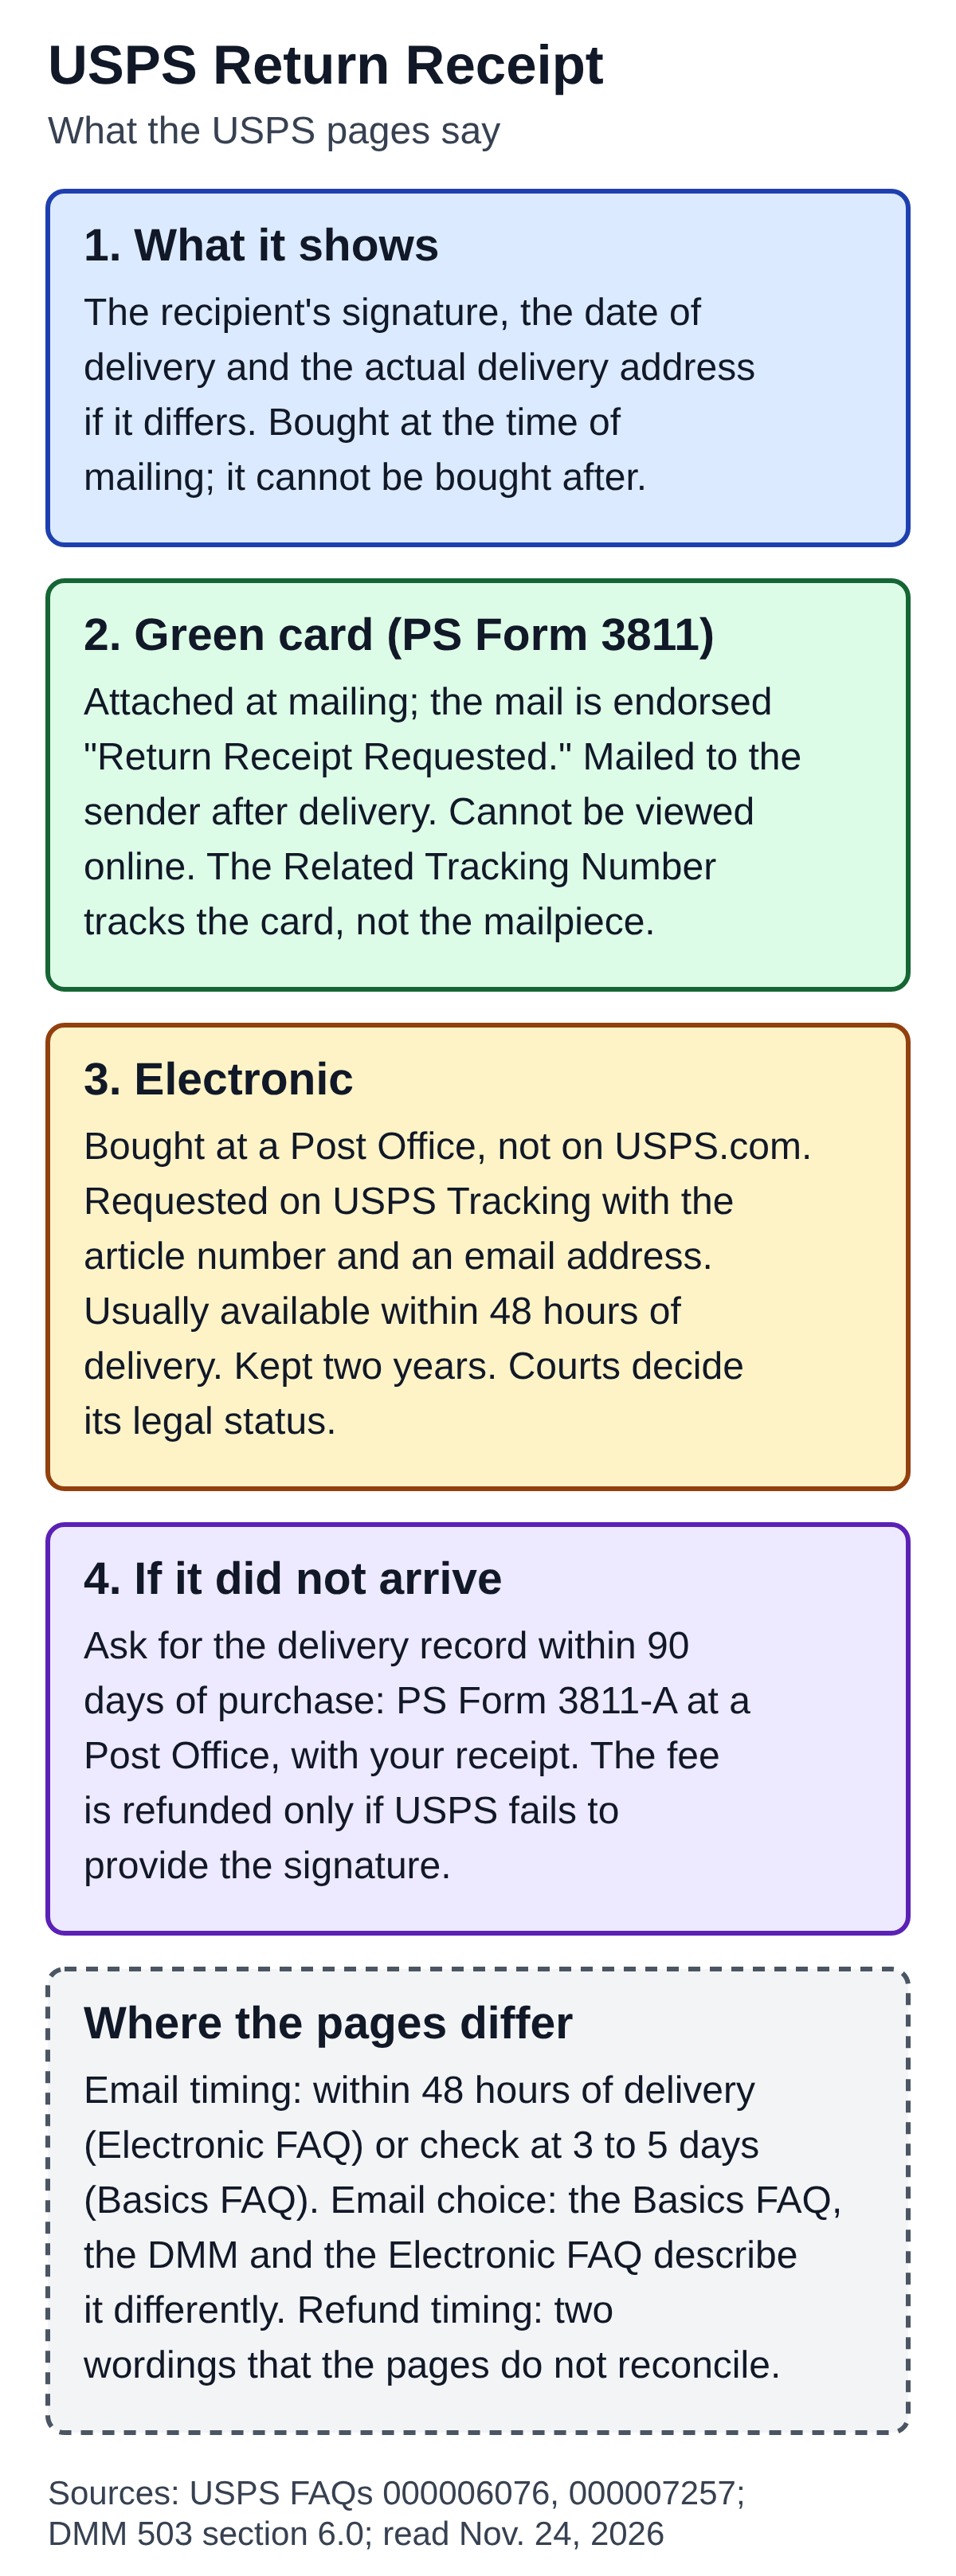 USPS Return Receipt
What the USPS pages say
1. What it shows
The recipient's signature, the date of
delivery and the actual delivery address
if it differs. Bought at the time of
mailing; it cannot be bought after.
2. Green card (PS Form 3811)
Attached at mailing; the mail is endorsed
"Return Receipt Requested." Mailed to the
sender after delivery. Cannot be viewed
online. The Related Tracking Number
tracks the card, not the mailpiece.
3. Electronic
Bought at a Post Office, not on USPS.com.
Requested on USPS Tracking with the
article number and an email address.
Usually available within 48 hours of
delivery. Kept two years. Courts decide
its legal status.
4. If it did not arrive
Ask for the delivery record within 90
days of purchase: PS Form 3811-A at a
Post Office, with your receipt. The fee
is refunded only if USPS fails to
provide the signature.
Where the pages differ
Email timing: within 48 hours of delivery
(Electronic FAQ) or check at 3 to 5 days
(Basics FAQ). Email choice: the Basics FAQ,
the DMM and the Electronic FAQ describe
it differently. Refund timing: two
wordings that the pages do not reconcile.
Sources: USPS FAQs 000006076, 000007257;
DMM 503 section 6.0; read Nov. 24, 2026